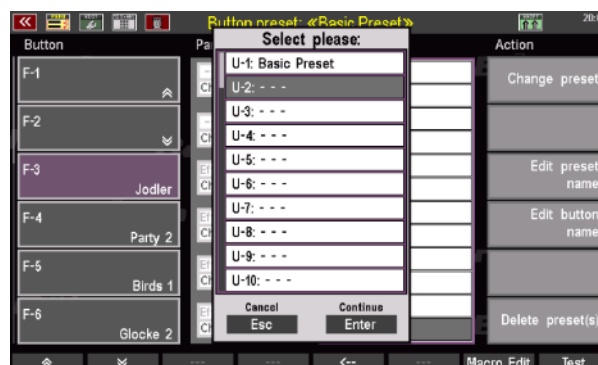 Button preset: «Basic Preset»
20:
Button
Pa
Select please:
Action
F-1
F-2
F-3
Jodler
F-4
Party 2
F-5
Birds 1
F-6
Glocke 2
U-1: Basic Preset
U-2: - - -
U-3: - - -
U-4: - - -
U-5: - - -
U-6: - - -
U-7: - - -
U-8: - - -
U-9: - - -
U-10: - - -
Cancel
Continue
Esc
Enter
Change preset
Edit preset
name
Edit button
name
Delete preset(s)
--- --- <-- --- Macro Edit Test